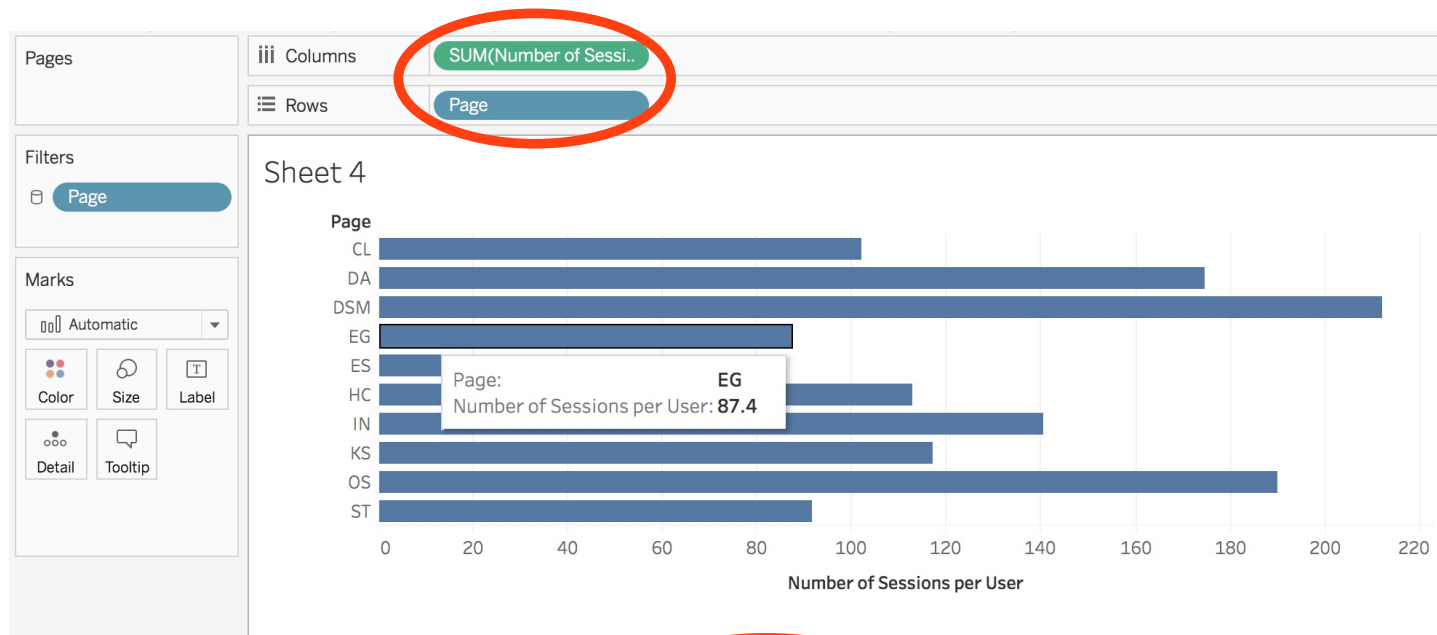 Pages
Columns
SUM(Number of Sessi..
Rows
Page
Filters
Page
Marks
Automatic
Color
Size
Label
Detail
Tooltip
Sheet 4
Page
CL
DA
DSM
EG
ES
HC
IN
KS
OS
ST
Page: EG
Number of Sessions per User: 87.4
0 20 40 60 80 100 120 140 160 180 200 220
Number of Sessions per User